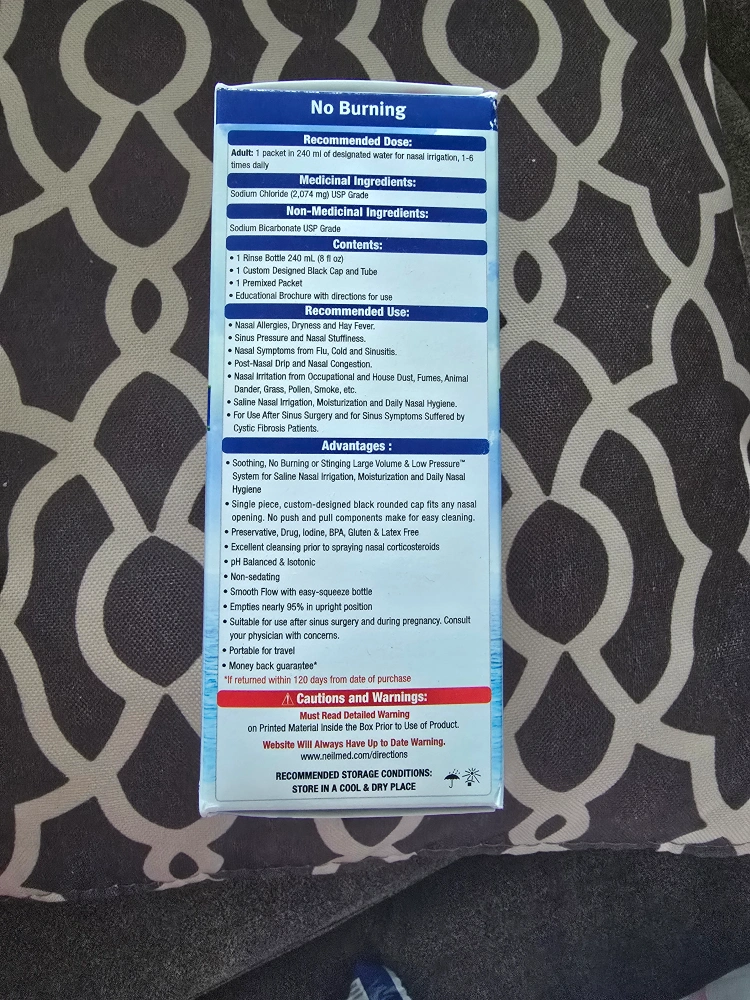 No Burning
Recommended Dose:
Adult: 1 packet in 240 ml of designated water for nasal irrigation, 1-6
times daily
Medicinal Ingredients:
Sodium Chloride (2,074 mg) USP Grade
Non-Medicinal Ingredients:
Sodium Bicarbonate USP Grade
Contents:
• 1 Rinse Bottle 240 mL (8 fl oz)
• 1 Custom Designed Black Cap and Tube
• 1 Premixed Packet
• Educational Brochure with directions for use
Recommended Use:
• Nasal Allergies, Dryness and Hay Fever.
• Sinus Pressure and Nasal Stuffiness.
• Nasal Symptoms from Flu, Cold and Sinusitis.
• Post-Nasal Drip and Nasal Congestion.
• Nasal Irritation from Occupational and House Dust, Fumes, Animal
Dander, Grass, Pollen, Smoke, etc.
• Saline Nasal Irrigation, Moisturization and Daily Nasal Hygiene.
• For Use After Sinus Surgery and for Sinus Symptoms Suffered by
Cystic Fibrosis Patients.
Advantages :
• Soothing, No Burning or Stinging Large Volume & Low Pressure™
System for Saline Nasal Irrigation, Moisturization and Daily Nasal
Hygiene
• Single piece, custom-designed black rounded cap fits any nasal
opening. No push and pull components make for easy cleaning.
• Preservative, Drug, Iodine, BPA, Gluten & Latex Free
• Excellent cleansing prior to spraying nasal corticosteroids
• pH Balanced & Isotonic
• Non-sedating
• Smooth Flow with easy-squeeze bottle
• Empties nearly 95% in upright position
• Suitable for use after sinus surgery and during pregnancy. Consult
your physician with concerns.
• Portable for travel
• Money back guarantee*
*If returned within 120 days from date of purchase
Cautions and Warnings:
Must Read Detailed Warning
on Printed Material Inside the Box Prior to Use of Product.
Website Will Always Have Up to Date Warning.
www.neilmed.com/directions
RECOMMENDED STORAGE CONDITIONS:
STORE IN A COOL & DRY PLACE